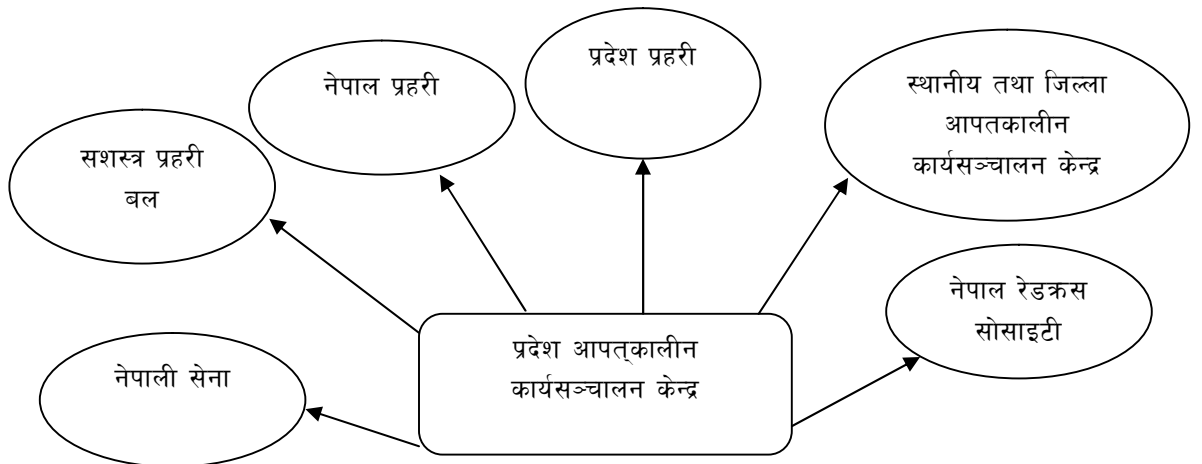 प्रदेश प्रहरी
नेपाल प्रहरी
स्थानीय तथा जिल्ला
आपतकालीन
कार्यसञ्चालन केन्द्र
सशस्त्र प्रहरी
बल
नेपाल रेडक्रस
सोसाइटी
प्रदेश आपत्कालीन
कार्यसञ्चालन केन्द्र
नेपाली सेना